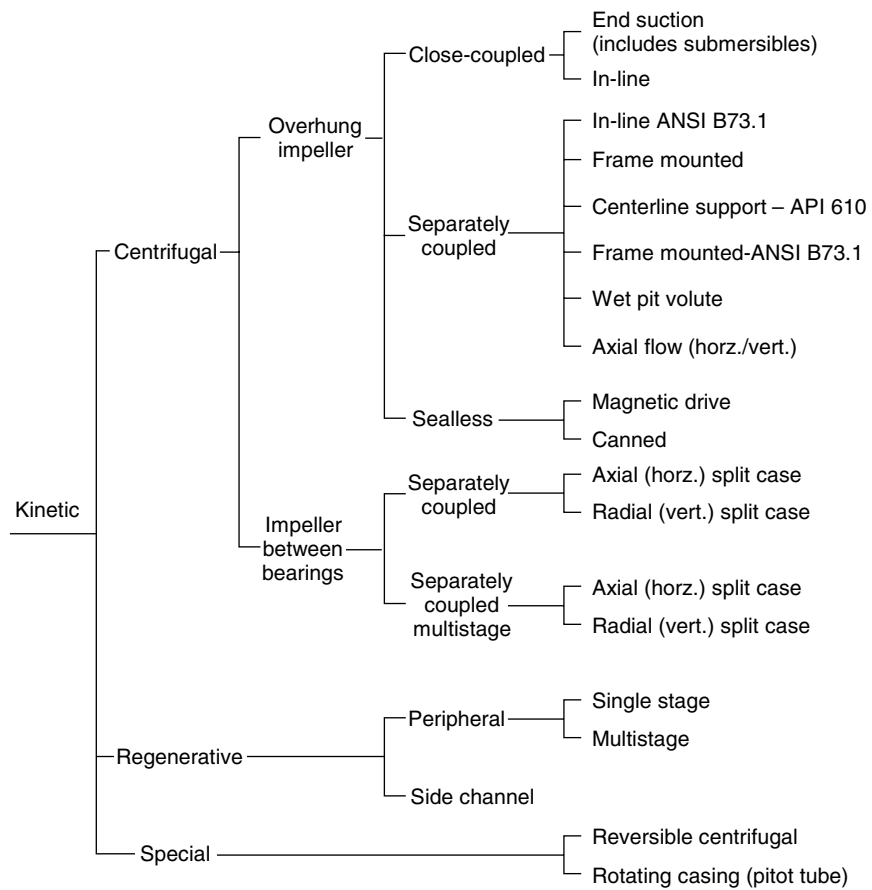 End suction
(includes submersibles)
Close-coupled
In-line
Overhung
impeller
In-line ANSI B73.1
Frame mounted
Centerline support – API 610
Separately
coupled
Frame mounted-ANSI B73.1
Wet pit volute
Axial flow (horz./vert.)
Centrifugal
Magnetic drive
Sealless
Canned
Kinetic
Impeller
between
bearings
Separately
coupled
Axial (horz.) split case
Radial (vert.) split case
Separately
coupled
multistage
Axial (horz.) split case
Radial (vert.) split case
Regenerative
Peripheral
Single stage
Multistage
Side channel
Special
Reversible centrifugal
Rotating casing (pitot tube)